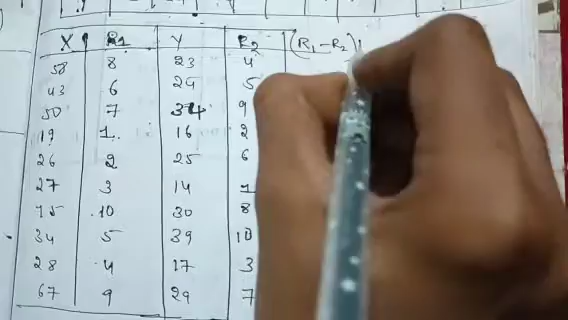 X R1 Y R2 (R1-R2)
58 8 23 4
43 6 24 5
50 7 34 9
19 1 16 2
26 2 25 6
27 3 14 1
75 10 30 8
34 5 39 10
28 4 17 3
67 9 29 7